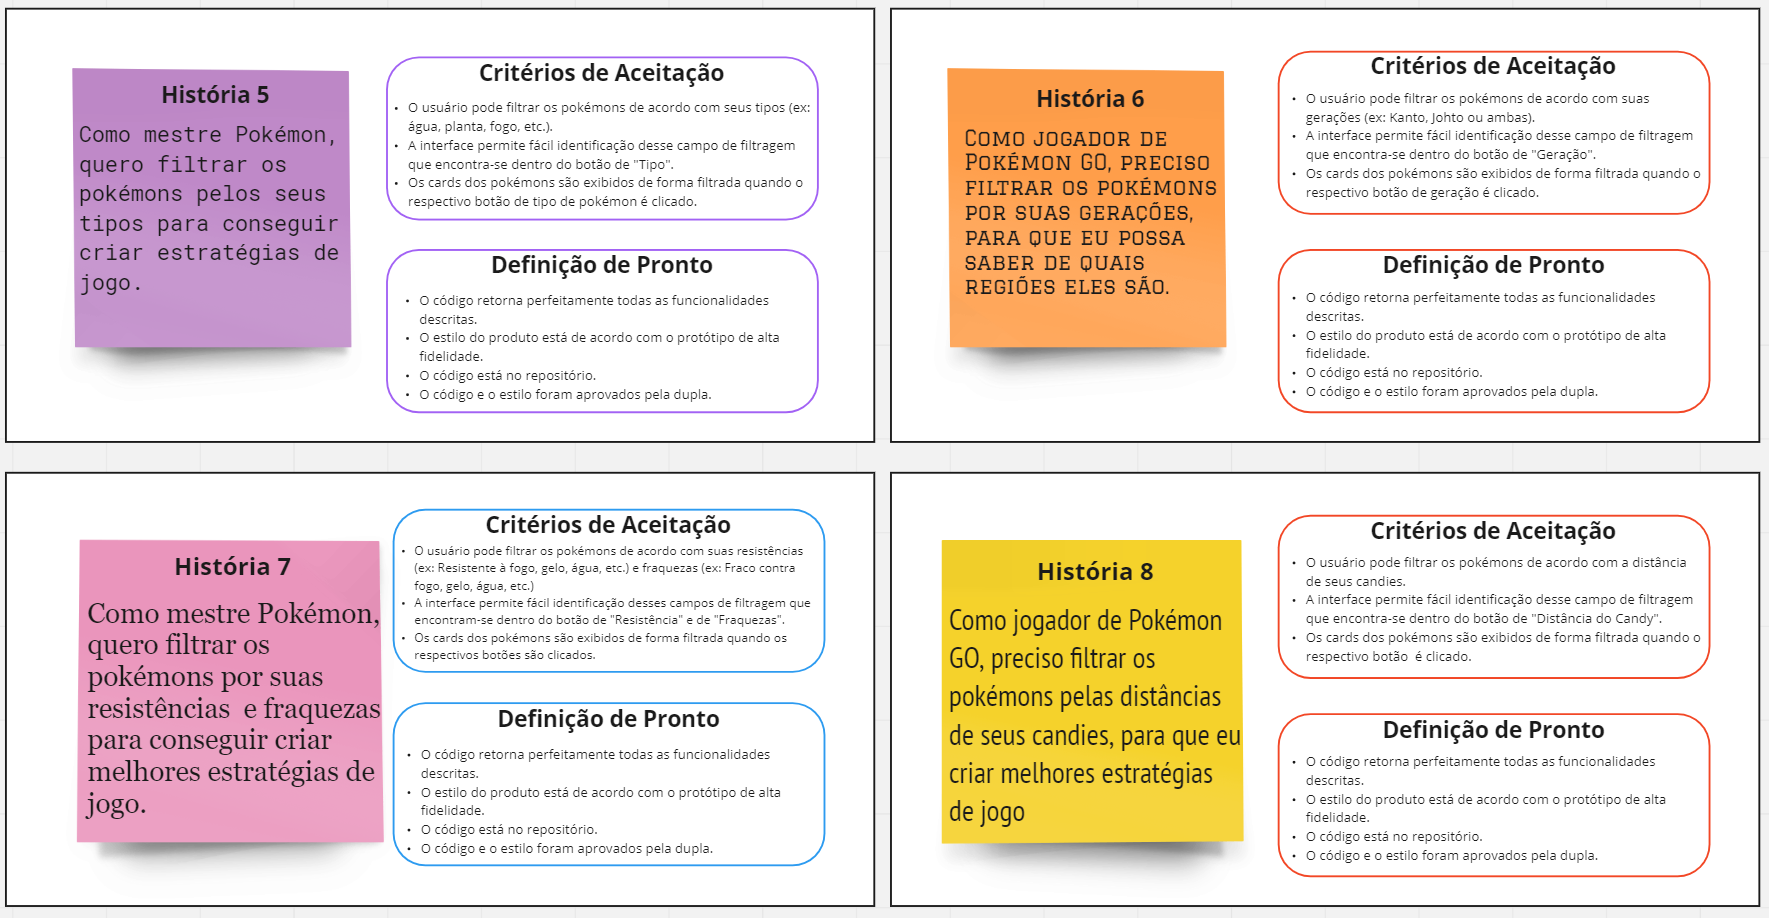 História 5
Como mestre Pokémon,
quero filtrar os
pokémons pelos seus
tipos para conseguir
criar estratégias de
jogo.
Critérios de Aceitação
• O usuário pode filtrar os pokémons de acordo com seus tipos (ex:
água, planta, fogo, etc.).
• A interface permite fácil identificação desse campo de filtragem
que encontra-se dentro do botão de "Tipo".
• Os cards dos pokémons são exibidos de forma filtrada quando o
respectivo botão de tipo de pokémon é clicado.
Definição de Pronto
• O código retorna perfeitamente todas as funcionalidades
descritas.
• O estilo do produto está de acordo com o protótipo de alta
fidelidade.
• O código está no repositório.
• O código e o estilo foram aprovados pela dupla.
História 6
Como jogador de
Pokémon GO, preciso
filtrar os pokémons
por suas gerações,
para que eu possa
saber de quais
regiões eles são.
Critérios de Aceitação
• O usuário pode filtrar os pokémons de acordo com suas
gerações (ex: Kanto, Johto ou ambas).
• A interface permite fácil identificação desse campo de filtragem
que encontra-se dentro do botão de "Geração".
• Os cards dos pokémons são exibidos de forma filtrada quando o
respectivo botão de geração é clicado.
Definição de Pronto
• O código retorna perfeitamente todas as funcionalidades
descritas.
• O estilo do produto está de acordo com o protótipo de alta
fidelidade.
• O código está no repositório.
• O código e o estilo foram aprovados pela dupla.
História 7
Como mestre Pokémon,
quero filtrar os
pokémons por suas
resistências  e fraquezas
para conseguir criar
melhores estratégias de
jogo.
Critérios de Aceitação
• O usuário pode filtrar os pokémons de acordo com suas resistências
(ex: Resistente à fogo, gelo, água, etc.) e fraquezas (ex: Fraco contra
fogo, gelo, água, etc.)
• A interface permite fácil identificação desses campos de filtragem que
encontram-se dentro do botão de "Resistência" e de "Fraquezas".
• Os cards dos pokémons são exibidos de forma filtrada quando os
respectivos botões são clicados.
Definição de Pronto
• O código retorna perfeitamente todas as funcionalidades
descritas.
• O estilo do produto está de acordo com o protótipo de alta
fidelidade.
• O código está no repositório.
• O código e o estilo foram aprovados pela dupla.
História 8
Como jogador de Pokémon
GO, preciso filtrar os
pokémons pelas distâncias
de seus candies, para que eu
criar melhores estratégias
de jogo
Critérios de Aceitação
• O usuário pode filtrar os pokémons de acordo com a distância
de seus candies.
• A interface permite fácil identificação desse campo de filtragem
que encontra-se dentro do botão de "Distância do Candy".
• Os cards dos pokémons são exibidos de forma filtrada quando o
respectivo botão  é clicado.
Definição de Pronto
• O código retorna perfeitamente todas as funcionalidades
descritas.
• O estilo do produto está de acordo com o protótipo de alta
fidelidade.
• O código está no repositório.
• O código e o estilo foram aprovados pela dupla.